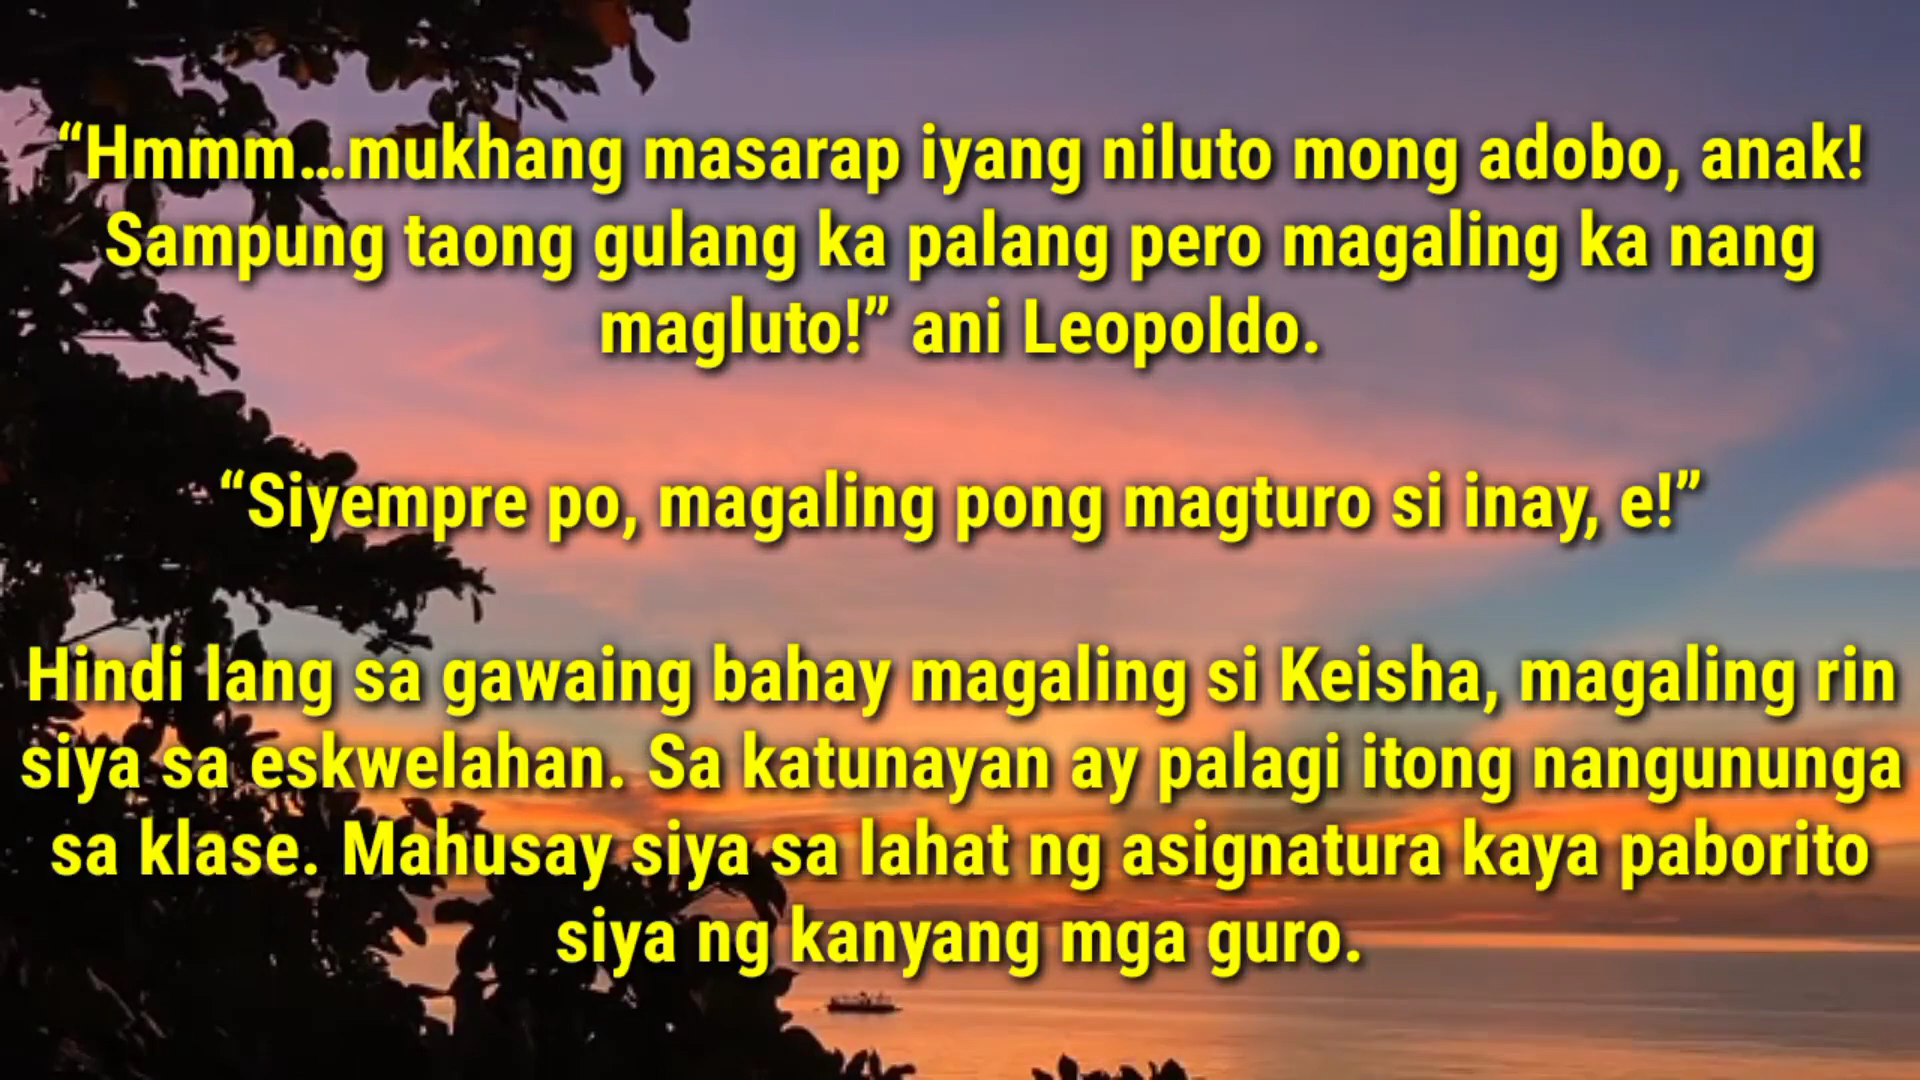 “Hmmm...mukhang masarap iyang niluto mong adobo, anak!
Sampung taong gulang ka palang pero magaling ka nang
magluto!” ani Leopoldo.
“Siyempre po, magaling pong magturo si inay, e!”
Hindi lang sa gawaing bahay magaling si Keisha, magaling rin
siya sa eskwelahan. Sa katunayan ay palagi itong nangununga
sa klase. Mahusay siya sa lahat ng asignatura kaya paborito
siya ng kanyang mga guro.